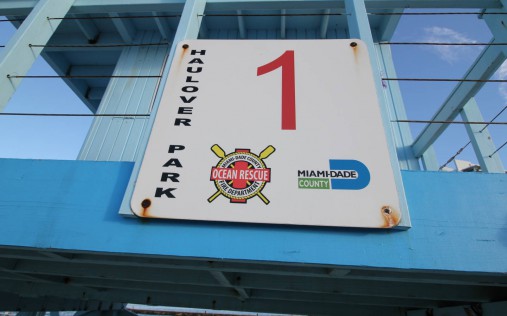 HAULOVER PARK
1
MIAMI-DADE COUNTY
OCEAN RESCUE
FIRE DEPARTMENT
MIAMI-DADE
COUNTY